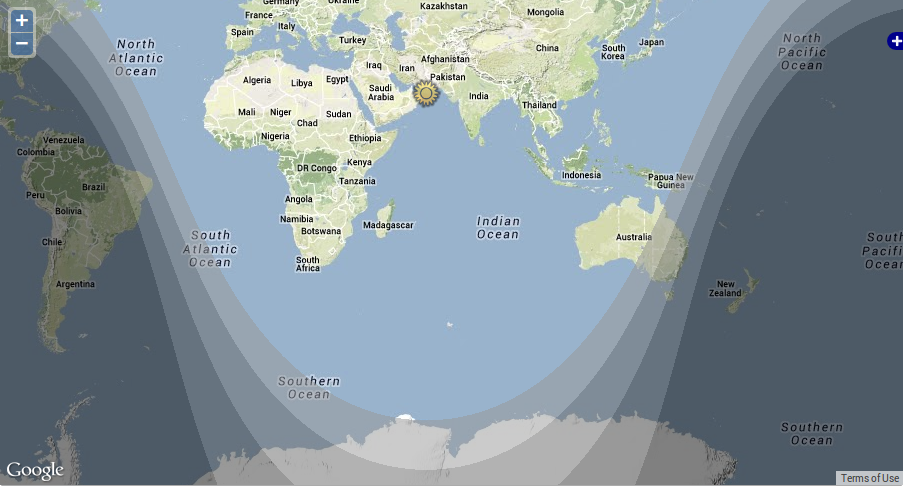 Germany
Ukraine
Kazakhstan
France
Mongolia
Italy
Spain
Turkey
North
Atlantic
Ocean
Iraq
Iran
Afghanistan
China
South
Korea
Japan
North
Pacific
Ocean
Algeria
Libya
Egypt
Saudi
Arabia
Pakistan
India
Thailand
Mali
Niger
Chad
Sudan
Nigeria
Ethiopia
Venezuela
Colombia
DR Congo
Kenya
Tanzania
Indonesia
Papua New
Guinea
Peru
Brazil
Bolivia
Angola
Namibia
Botswana
Madagascar
South
Africa
Indian
Ocean
Australia
South
Atlantic
Ocean
Chile
Argentina
New
Zealand
South
Pacifi
Ocean
Southern
Ocean
Southern
Ocean
Google
Terms of Use